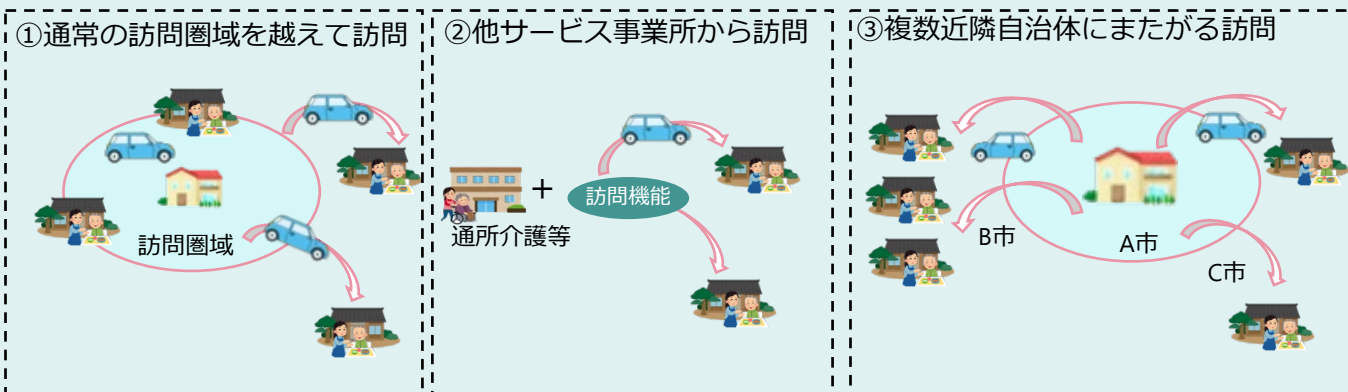 ①通常の訪問圏域を越えて訪問
訪問圏域
②他サービス事業所から訪問
+
訪問機能
通所介護等
③複数近隣自治体にまたがる訪問
B市
A市
C市